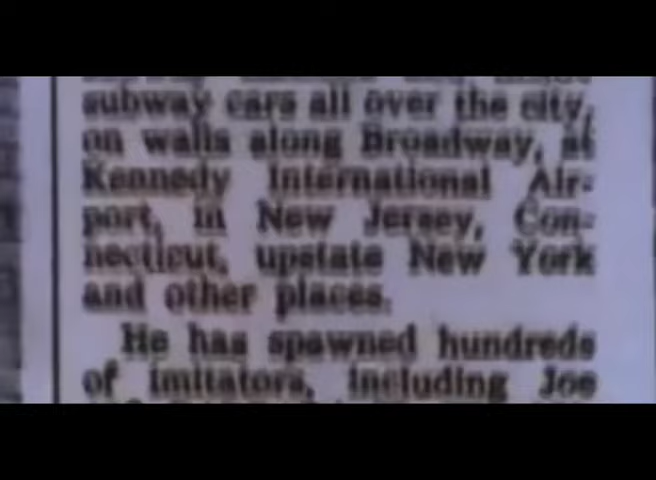 subway cars all over the city,
on walls along Broadway, at
Kennedy International Air-
port, in New Jersey, Con-
necticut, upstate New York
and other places.
He has spawned hundreds
of imitators, including Joe